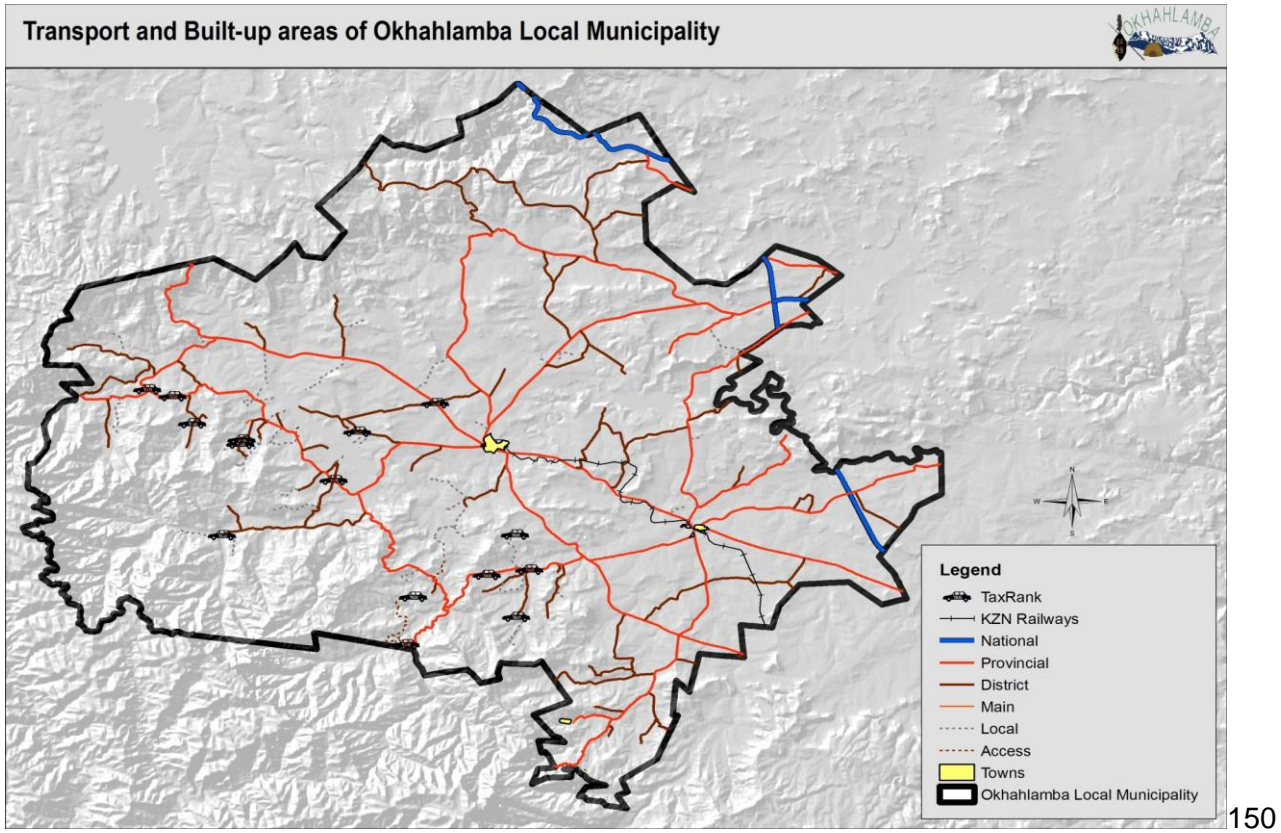 Transport and Built-up areas of Okhahlamba Local Municipality
OKHAHLAMBA
N
W E
S
Legend
TaxRank
KZN Railways
National
Provincial
District
Main
Local
Access
Towns
Okhahlamba Local Municipality
150